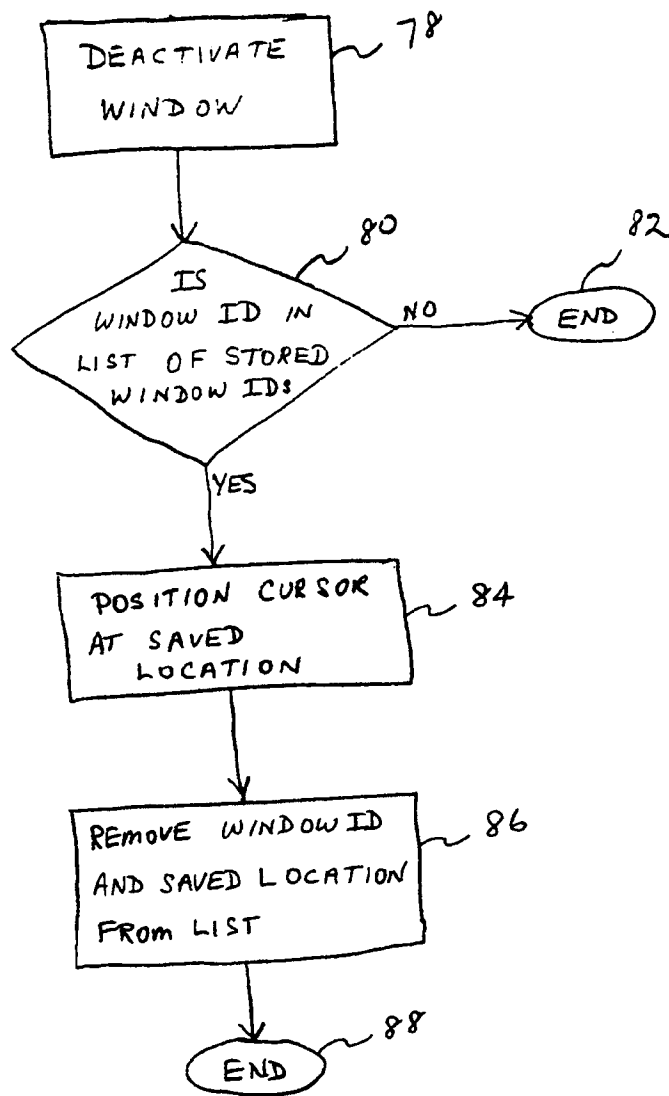 78
DEACTIVATE
WINDOW
80
82
IS
WINDOW ID IN
LIST OF STORED
WINDOW IDs
NO
END
YES
POSITION CURSOR
AT SAVED
LOCATION
84
REMOVE WINDOW ID
AND SAVED LOCATION
FROM LIST
86
END
88